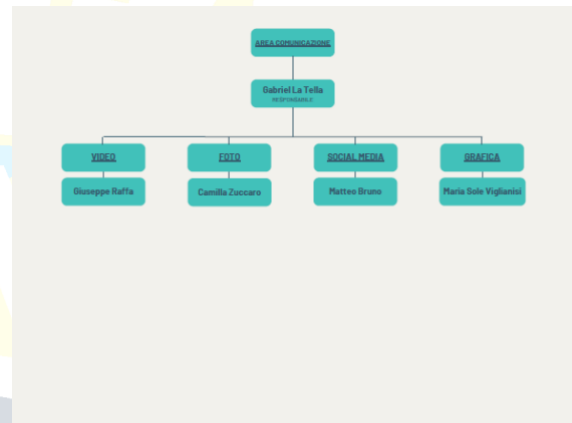 AREA COMUNICAZIONE
Gabriel La Tella
RESPONSABILE
VIDEO
FOTO
SOCIAL MEDIA
GRAFICA
Giuseppe Raffa
Camilla Zuccaro
Matteo Bruno
Maria Sole Viglianisi